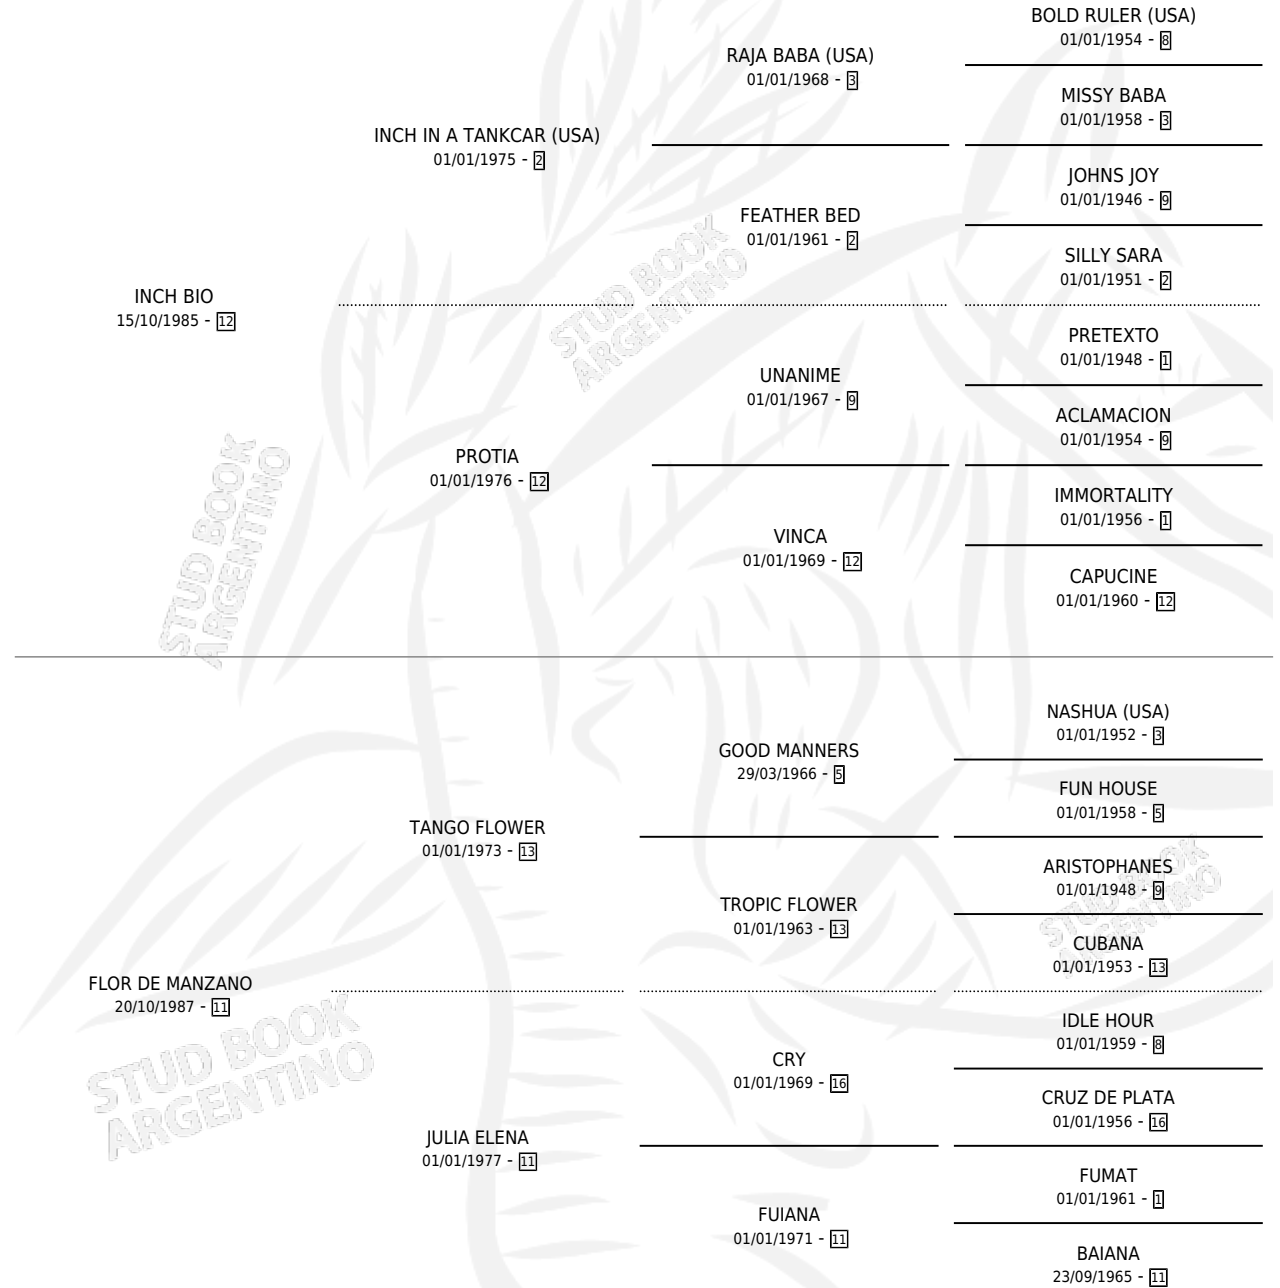 BOLD RULER (USA)
01/01/1954 - 8
RAJA BABA (USA)
01/01/1968 - 3
MISSY BABA
01/01/1958 - 3
INCH IN A TANKCAR (USA)
01/01/1975 - 2
JOHNS JOY
01/01/1946 - 9
FEATHER BED
01/01/1961 - 2
SILLY SARA
01/01/1951 - 2
INCH BIO
15/10/1985 - 12
PRETEXTO
01/01/1948 - 1
UNANIME
01/01/1967 - 9
ACLAMACION
01/01/1954 - 9
PROTIA
01/01/1976 - 12
IMMORTALITY
01/01/1956 - 1
VINCA
01/01/1969 - 12
CAPUCINE
01/01/1960 - 12
STUD BOOK
ARGENTINO
STUD BOOK
ARGENTINO
NASHUA (USA)
01/01/1952 - 3
GOOD MANNERS
29/03/1966 - 5
FUN HOUSE
01/01/1958 - 5
TANGO FLOWER
01/01/1973 - 13
ARISTOPHANES
01/01/1948 - 9
TROPIC FLOWER
01/01/1963 - 13
CUBANA
01/01/1953 - 13
FLOR DE MANZANO
20/10/1987 - 11
IDLE HOUR
01/01/1959 - 8
CRY
01/01/1969 - 16
CRUZ DE PLATA
01/01/1956 - 16
JULIA ELENA
01/01/1977 - 11
FUMAT
01/01/1961 - 1
FUIANA
01/01/1971 - 11
BAIANA
23/09/1965 - 11
STUD BOOK
ARGENTINO
STUD BOOK
ARGENTINO